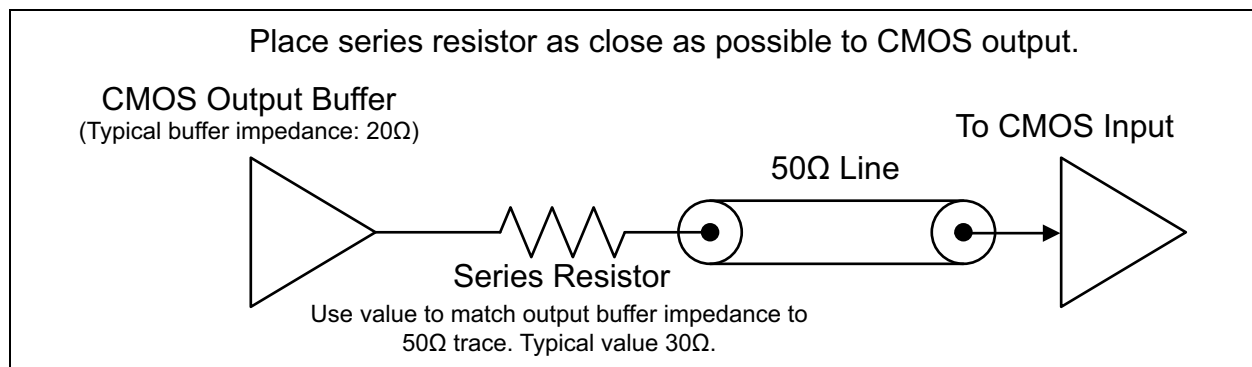 Place series resistor as close as possible to CMOS output.
CMOS Output Buffer
(Typical buffer impedance: 20Ω)
To CMOS Input
50Ω Line
Series Resistor
Use value to match output buffer impedance to
50Ω trace. Typical value 30Ω.